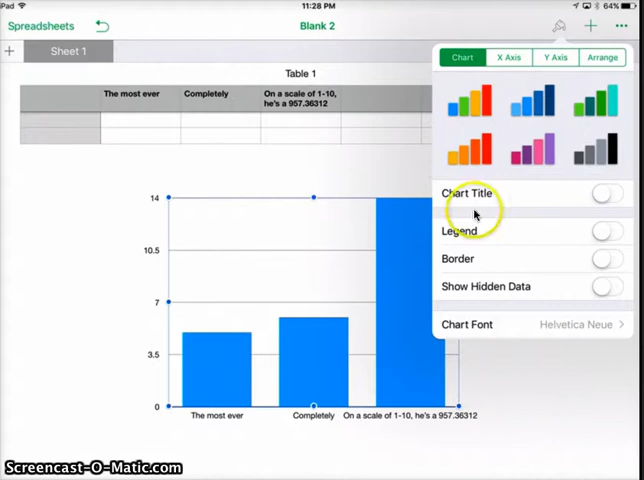 iPad
11:28 PM
64%
Spreadsheets
Blank 2
Sheet 1
Table 1
The most ever
Completely
On a scale of 1-10,
he's a 957.36312
Chart
X Axis
Y Axis
Arrange
Chart Title
Legend
Border
Show Hidden Data
Chart Font
Helvetica Neue
14
10.5
7
3.5
0
The most ever
Completely
On a scale of 1-10, he's a 957.36312
Screencast-O-Matic.com